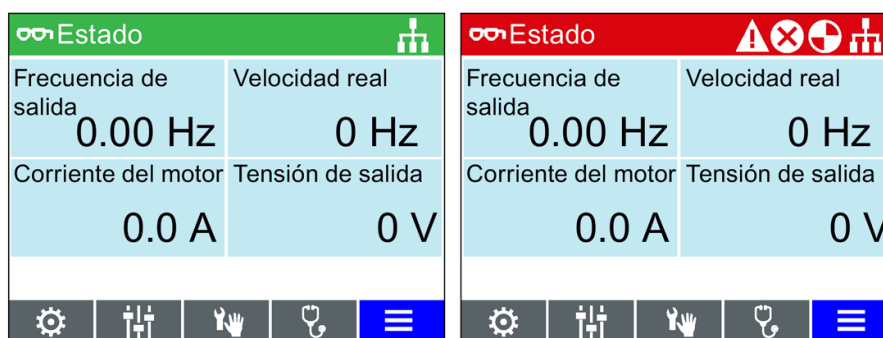 Estado
Frecuencia de
salida
0.00 Hz
Velocidad real
0 Hz
Corriente del motor
0.0 A
Tensión de salida
0 V
Estado
Frecuencia de
salida
0.00 Hz
Velocidad real
0 Hz
Corriente del motor
0.0 A
Tensión de salida
0 V